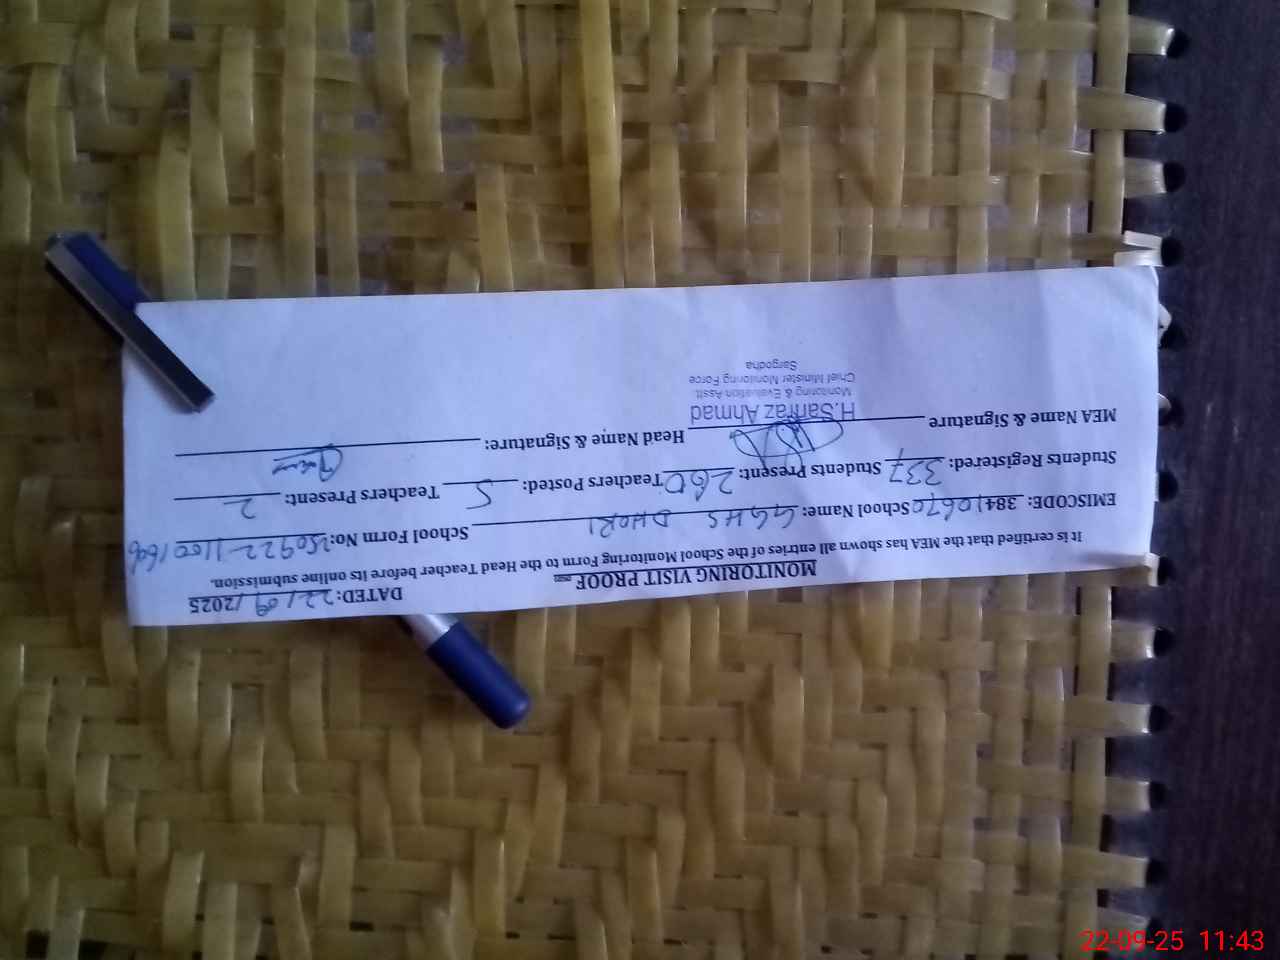 MONITORING VISIT PROOF DATED: 22/09/2025
It is certified that the MEA has shown all entries of the School Monitoring Form to the Head Teacher before its online submission.
EMISCODE: 38410670 School Name: GGHS DHORI School Form No: 250922-1100169
Students Registered: 337 Students Present: 260 Teachers Posted: 5 Teachers Present: 2
MEA Name & Signature Head Name & Signature:
H.Sarfraz Ahmad
Monitoring & Evaluation Asstt.
Chief Minister Monitoring Force
Sargodha
22-09-25 11:43